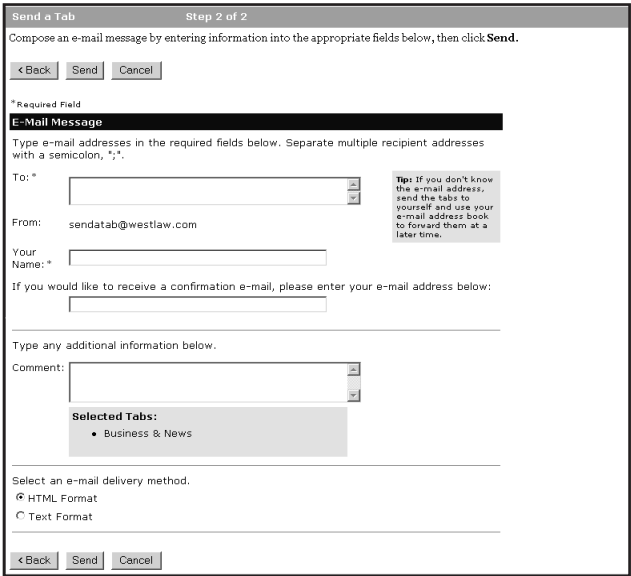 Send a Tab Step 2 of 2
Compose an e-mail message by entering information into the appropriate fields below, then click Send.
< Back Send Cancel
*Required Field
E-Mail Message
Type e-mail addresses in the required fields below. Separate multiple recipient addresses
with a semicolon, ";".
To: *
Tip: If you don't know
the e-mail address,
send the tabs to
yourself and use your
e-mail address book
to forward them at a
later time.
From: sendatab@westlaw.com
Your
Name: *
If you would like to receive a confirmation e-mail, please enter your e-mail address below:
Type any additional information below.
Comment:
Selected Tabs:
• Business & News
Select an e-mail delivery method.
HTML Format
Text Format
< Back Send Cancel